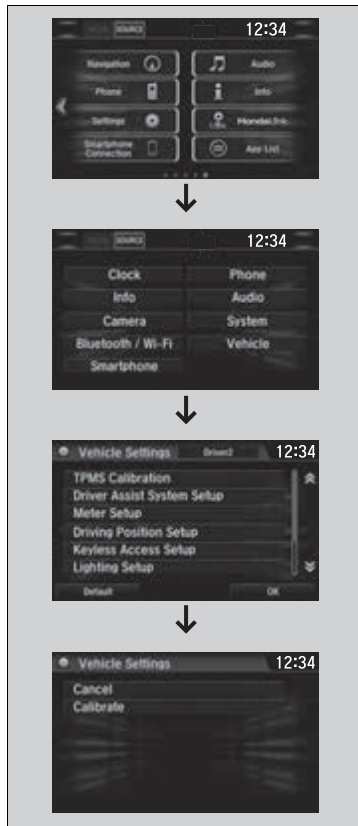 SOURCE 12:34
Navigation Audio
Phone Info
Settings HondaLink
Smartphone
Connection App List
SOURCE 12:34
Clock Phone
Info Audio
Camera System
Bluetooth / Wi-Fi Vehicle
Smartphone
Vehicle Settings Driver2 12:34
TPMS Calibration
Driver Assist System Setup
Meter Setup
Driving Position Setup
Keyless Access Setup
Lighting Setup
Default OK
Vehicle Settings 12:34
Cancel
Calibrate